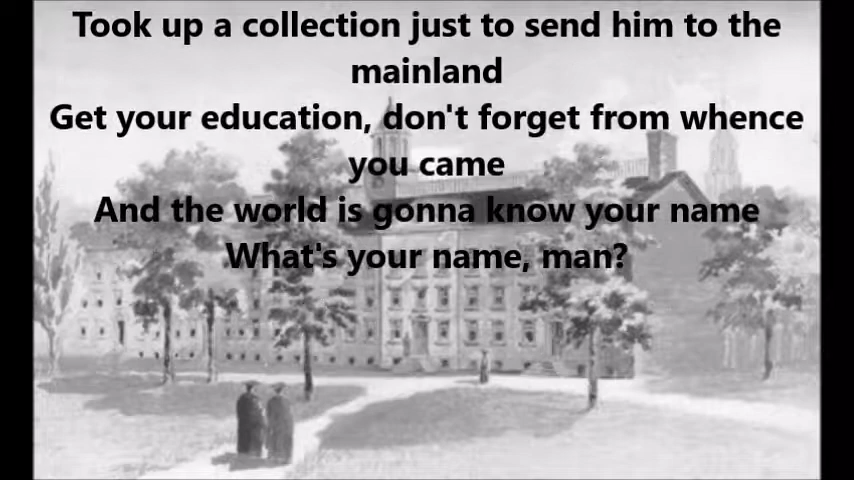 Took up a collection just to send him to the
mainland
Get your education, don't forget from whence
you came
And the world is gonna know your name
What's your name, man?